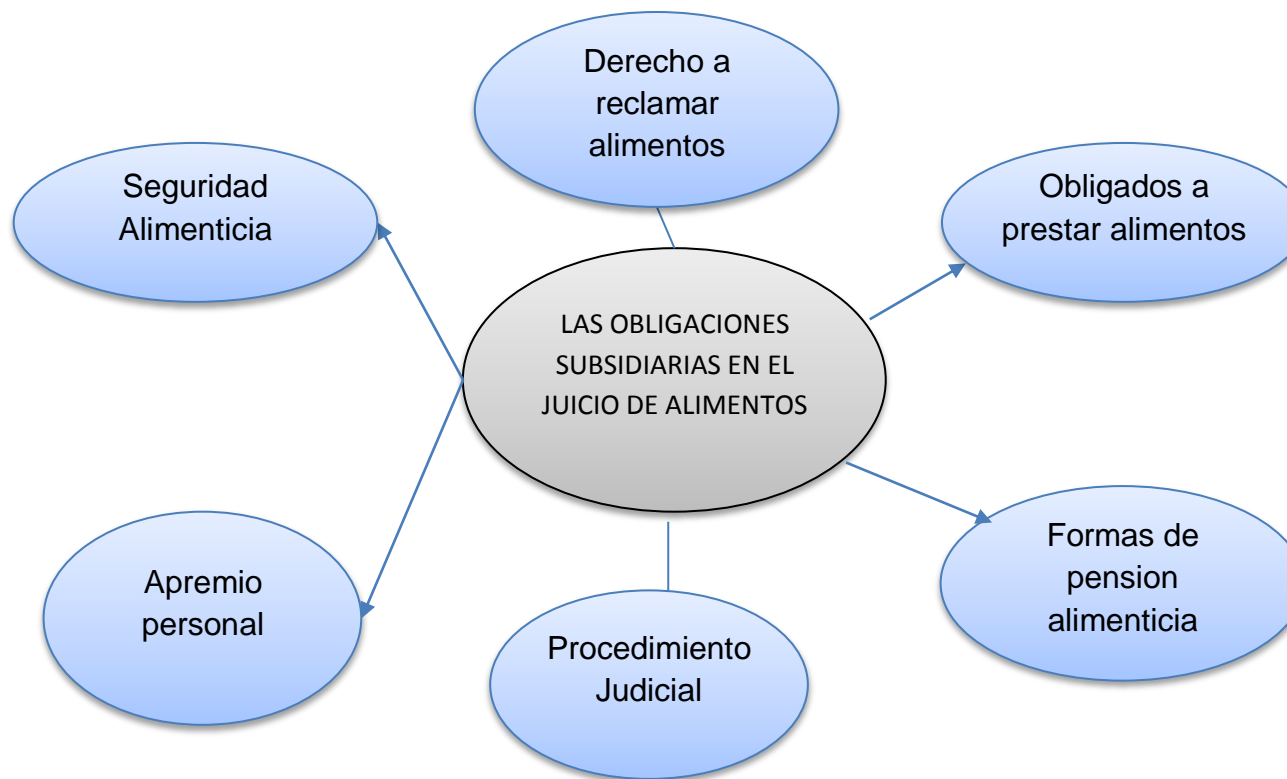 Derecho a
reclamar
alimentos
Seguridad
Alimenticia
Obligados a
prestar alimentos
LAS OBLIGACIONES
SUBSIDIARIAS EN EL
JUICIO DE ALIMENTOS
Apremio
personal
Procedimiento
Judicial
Formas de
pension
alimenticia